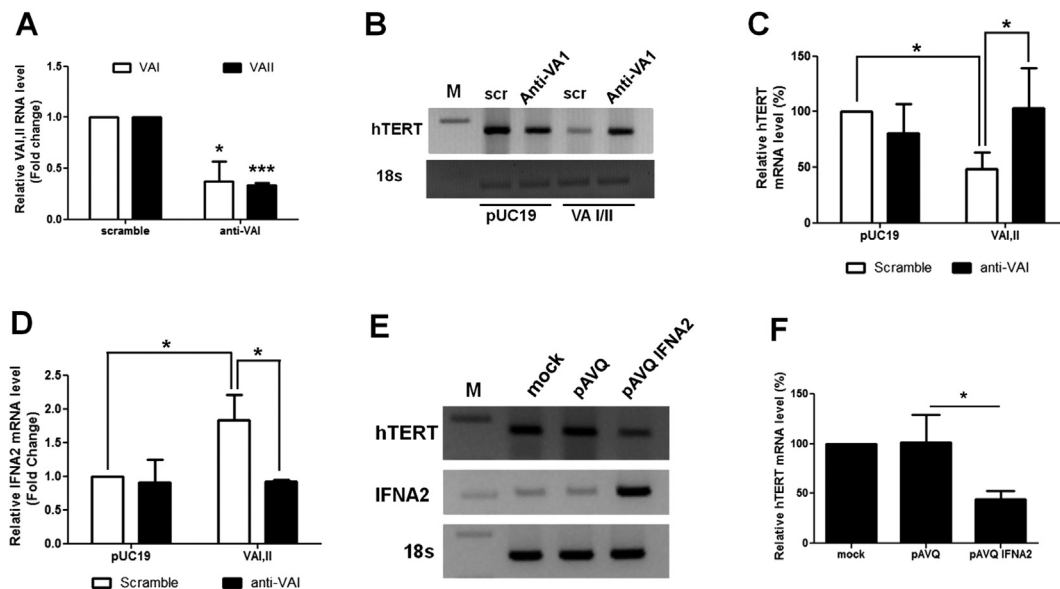 A
VAI
VAII
Relative VAI,II RNA level
(Fold change)
1.5
1.0
0.5
0.0
*
***
scramble
anti-VAI
B
M
scr
Anti-VA1
scr
Anti-VA1
hTERT
18s
pUC19
VA I/II
C
Relative hTERT
mRNA level (%)
150
100
50
0
*
*
pUC19
VAI,II
Scramble
anti-VAI
D
Relative IFNA2 mRNA level
(Fold Change)
2.5
2.0
1.5
1.0
0.5
0.0
*
*
pUC19
VAI,II
Scramble
anti-VAI
E
M
mock
pAVQ
pAVQ IFNA2
hTERT
IFNA2
18s
F
Relative hTERT mRNA level (%)
150
100
50
0
*
mock
pAVQ
pAVQ IFNA2